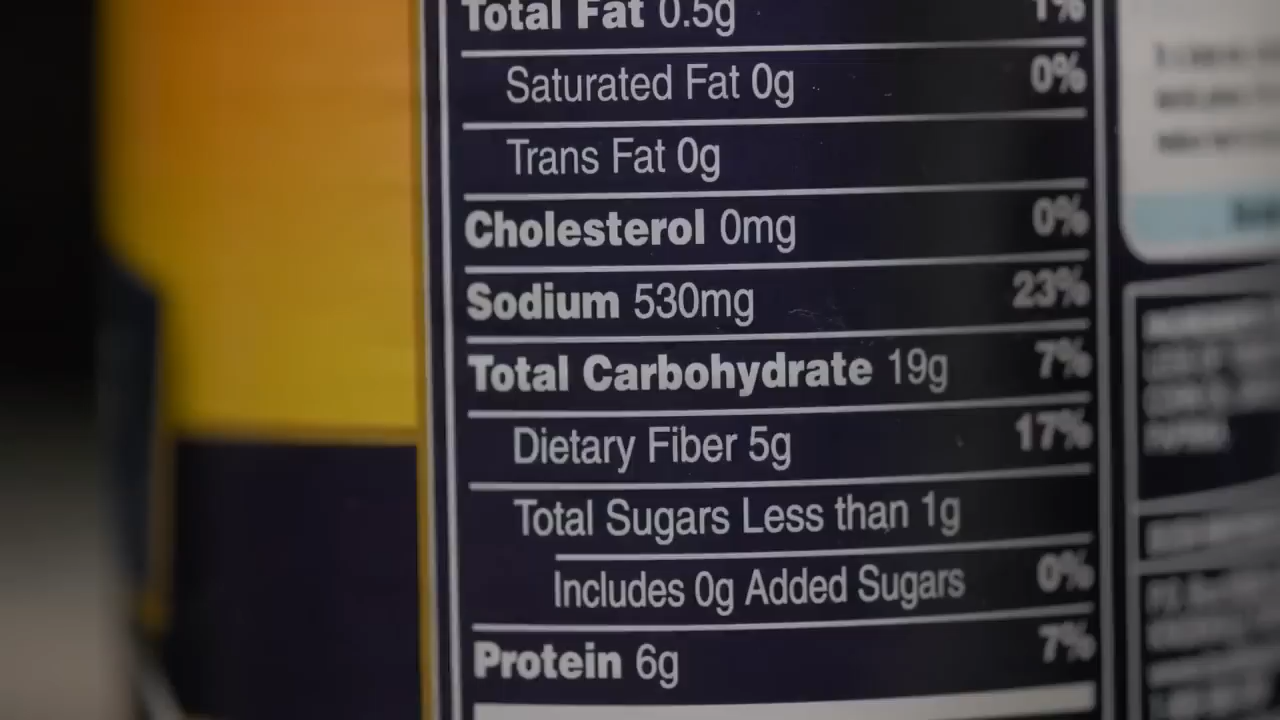 Total Fat 0.5g 1%
Saturated Fat 0g 0%
Trans Fat 0g
Cholesterol 0mg 0%
Sodium 530mg 23%
Total Carbohydrate 19g 7%
Dietary Fiber 5g 17%
Total Sugars Less than 1g
Includes 0g Added Sugars 0%
Protein 6g 7%